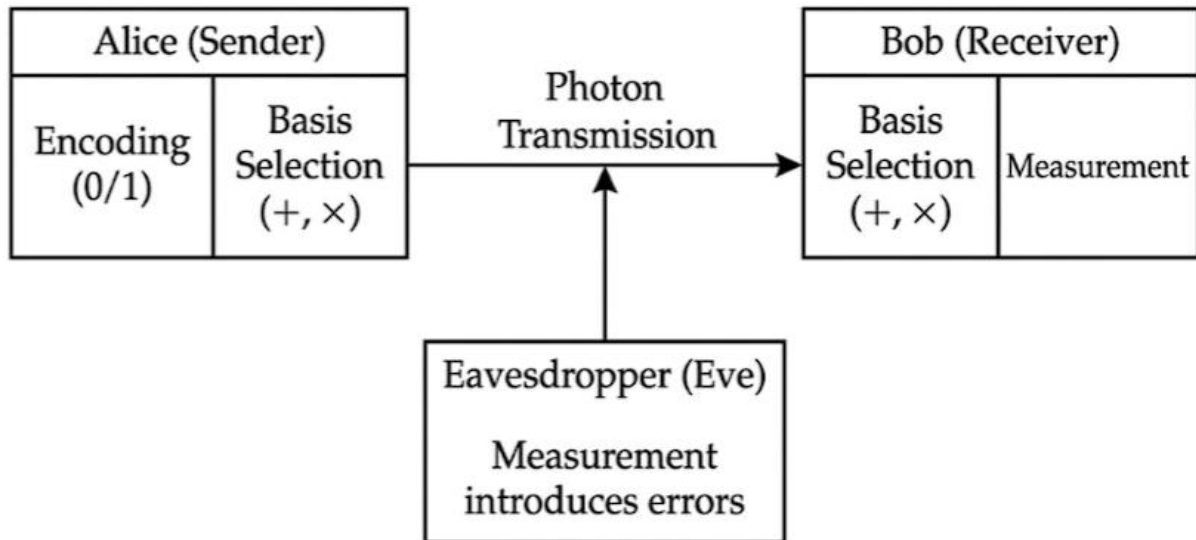 Alice (Sender)
Encoding
(0/1)
Basis
Selection
(+, ×)
Photon
Transmission
Bob (Receiver)
Basis
Selection
(+, ×)
Measurement
Eavesdropper (Eve)
Measurement
introduces errors